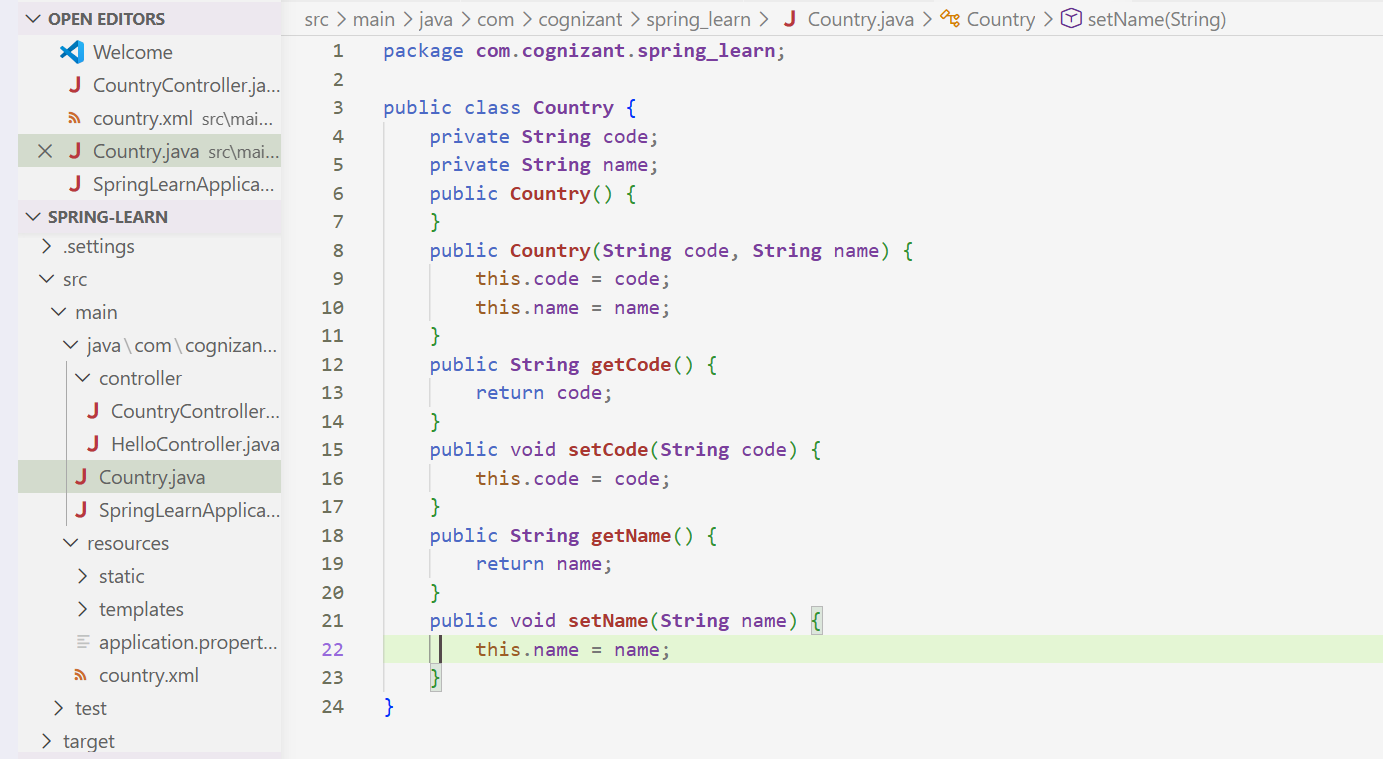 OPEN EDITORS
Welcome
CountryController.ja...
country.xml src\mai...
Country.java src\mai...
SpringLearnApplica...
SPRING-LEARN
.settings
src
main
java\com\cognizan...
controller
CountryController...
HelloController.java
Country.java
SpringLearnApplica...
resources
static
templates
application.propert...
country.xml
test
target
src > main > java > com > cognizant > spring_learn > J Country.java > Country > setName(String)
1 package com.cognizant.spring_learn;
2
3 public class Country {
4     private String code;
5     private String name;
6     public Country() {
7     }
8     public Country(String code, String name) {
9         this.code = code;
10         this.name = name;
11     }
12     public String getCode() {
13         return code;
14     }
15     public void setCode(String code) {
16         this.code = code;
17     }
18     public String getName() {
19         return name;
20     }
21     public void setName(String name) {
22         this.name = name;
23     }
24 }